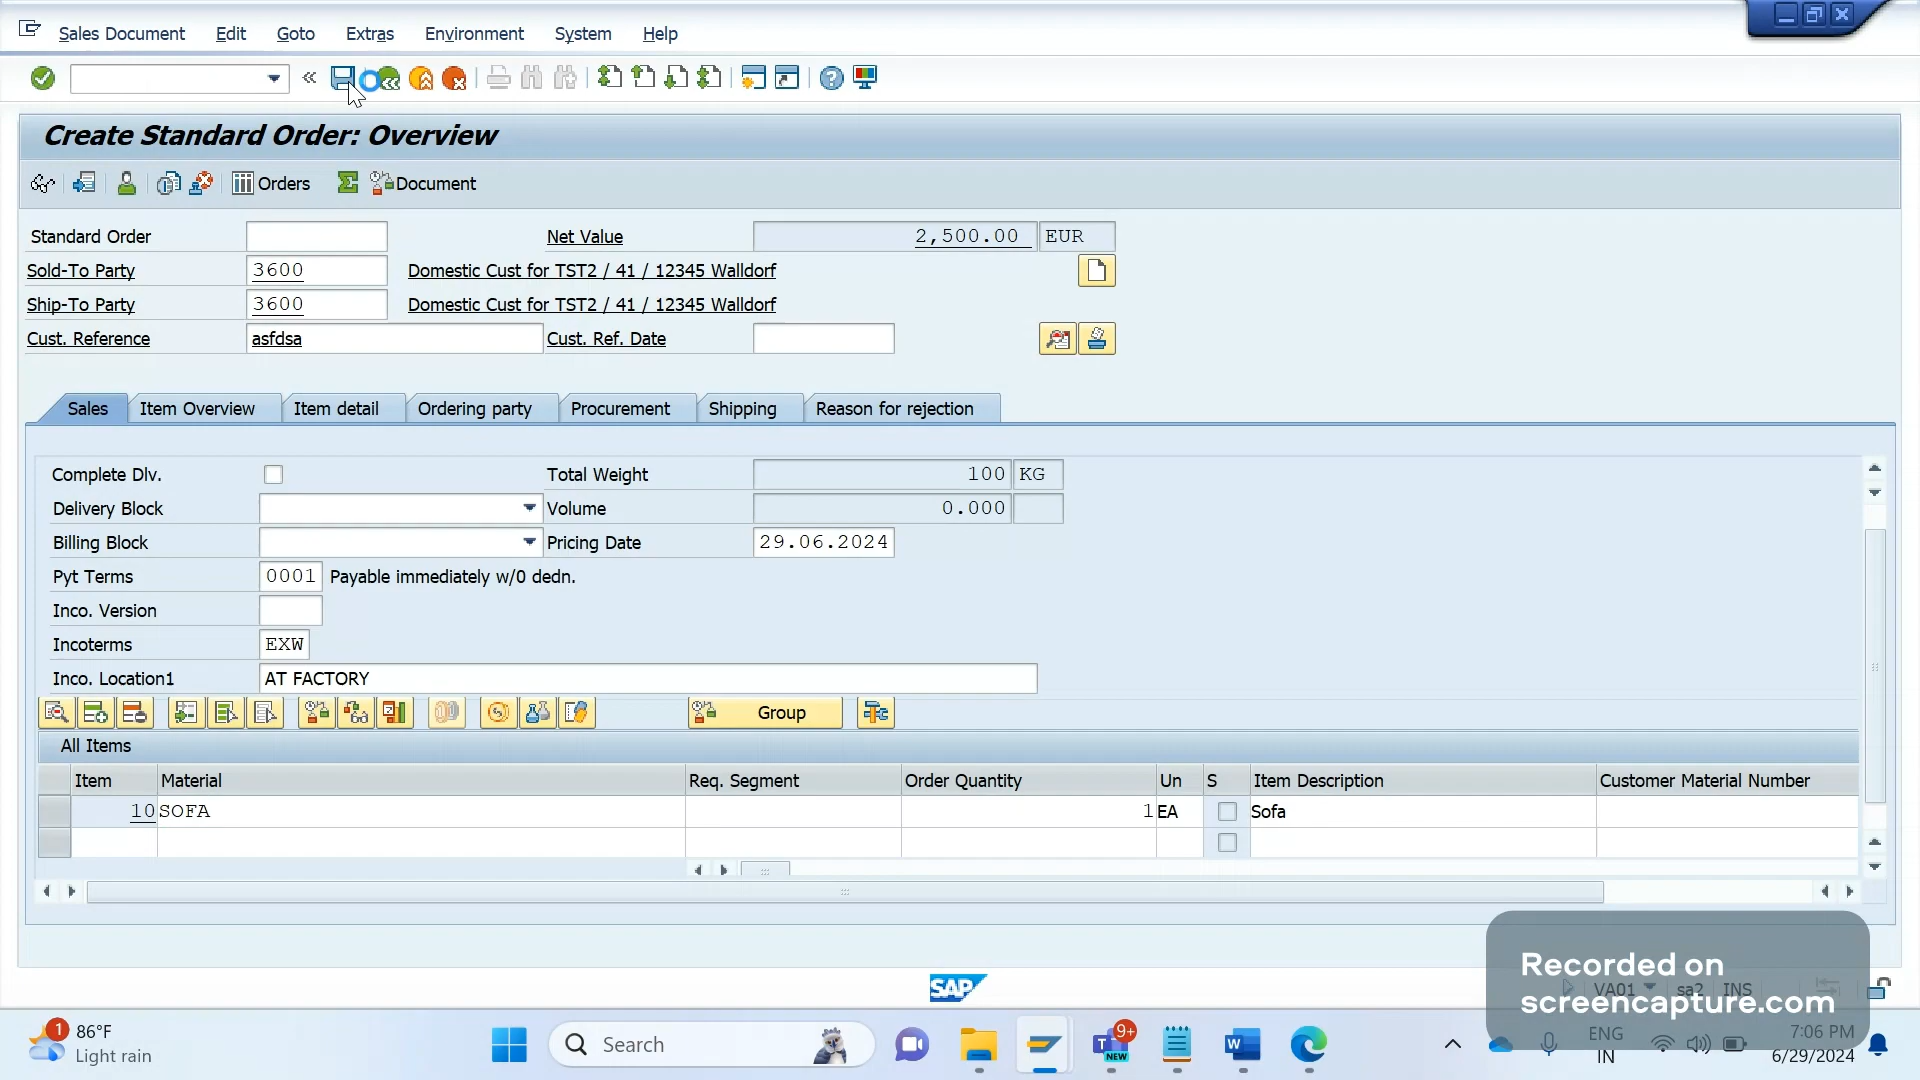 Sales Document Edit Goto Extras Environment System Help
Create Standard Order: Overview
Orders Document
Standard Order Net Value 2,500.00 EUR
Sold-To Party 3600 Domestic Cust for TST2 / 41 / 12345 Walldorf
Ship-To Party 3600 Domestic Cust for TST2 / 41 / 12345 Walldorf
Cust. Reference asfdsa Cust. Ref. Date
Sales Item Overview Item detail Ordering party Procurement Shipping Reason for rejection
Complete Dlv. Total Weight 100 KG
Delivery Block Volume 0.000
Billing Block Pricing Date 29.06.2024
Pyt Terms 0001 Payable immediately w/0 dedn.
Inco. Version
Incoterms EXW
Inco. Location1 AT FACTORY
Group
All Items
Item Material Req. Segment Order Quantity Un S Item Description Customer Material Number
10 SOFA 1 EA Sofa
SAP
VA01 sa2 INS
Recorded on
screencapture.com
1 86°F
Light rain
Search
9+
T
NEW
W
ENG
IN
7:06 PM
6/29/2024